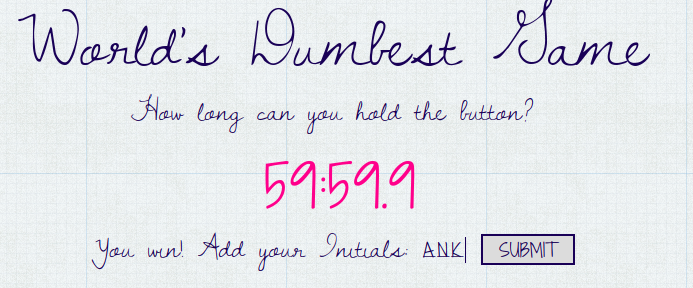 World's Dumbest Game
How long can you hold the button?
59:59.9
You win! Add your Initials: ANK SUBMIT